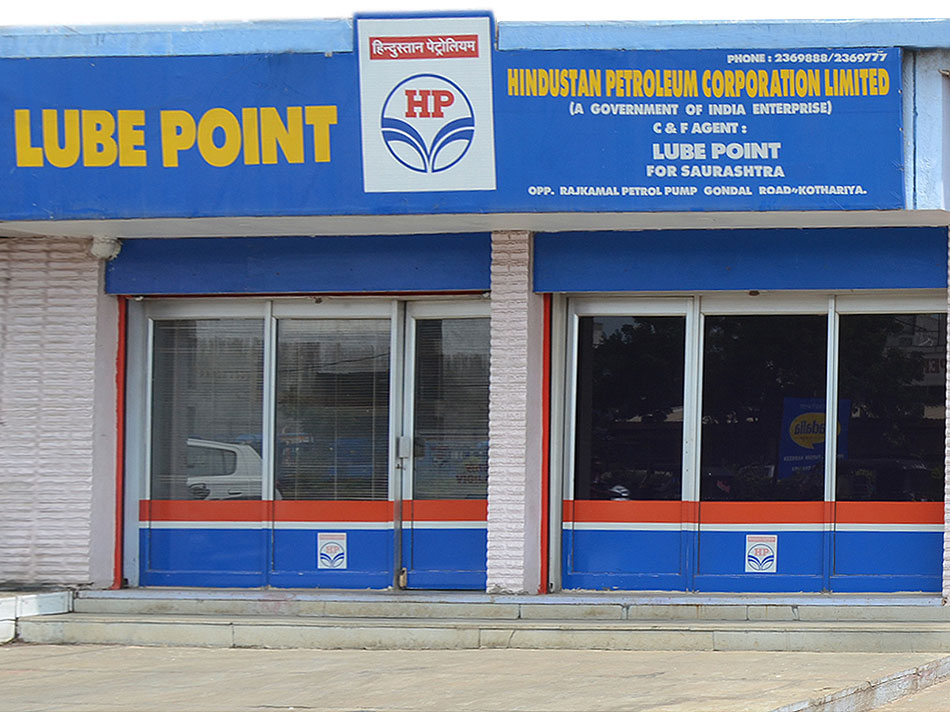 हिन्दुस्तान पेट्रोलियम
HP
LUBE POINT
PHONE : 2369888/2369777
HINDUSTAN PETROLEUM CORPORATION LIMITED
(A GOVERNMENT OF INDIA ENTERPRISE)
C & F AGENT :
LUBE POINT
FOR SAURASHTRA
OPP. RAJKAMAL PETROL PUMP GONDAL ROAD-KOTHARIYA.
HP
HP